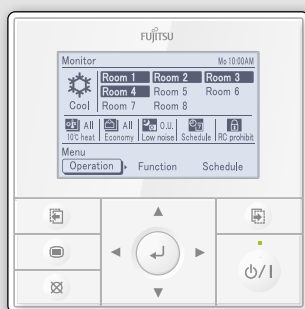 FUJITSU
Monitor Mo 10:00AM
Room 1 Room 2 Room 3
Room 4 Room 5 Room 6
Cool Room 7 Room 8
All All O.U.
10℃ heat Economy Low noise Schedule RC prohibit
Menu
Operation Function Schedule